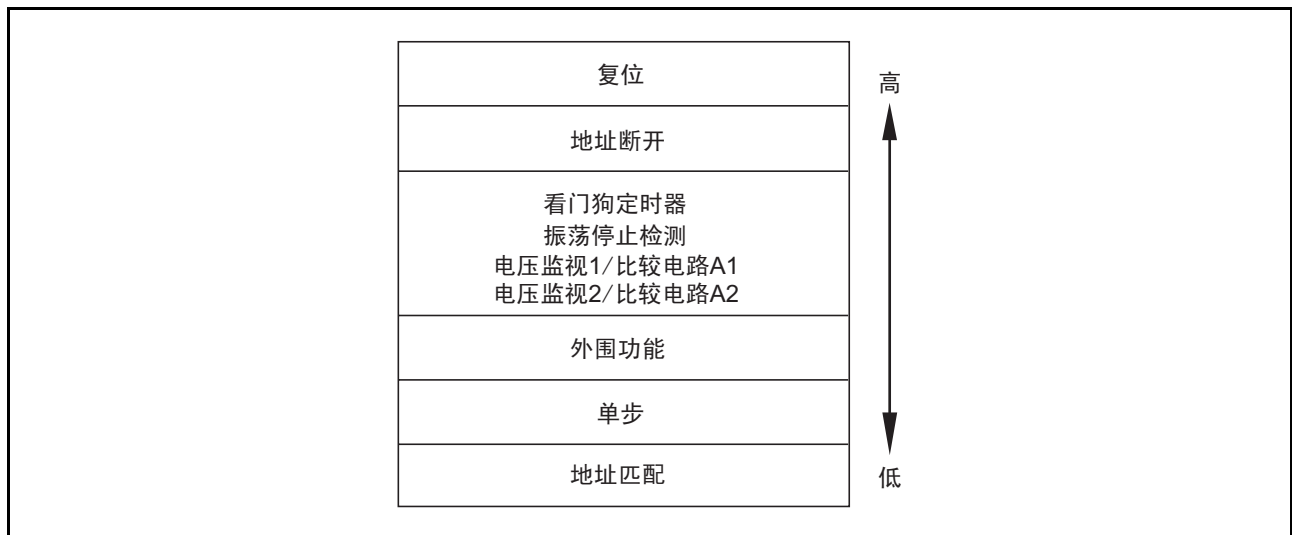 复位
高
地址断开
看门狗定时器
振荡停止检测
电压监视1/比较电路A1
电压监视2/比较电路A2
外围功能
单步
地址匹配
低